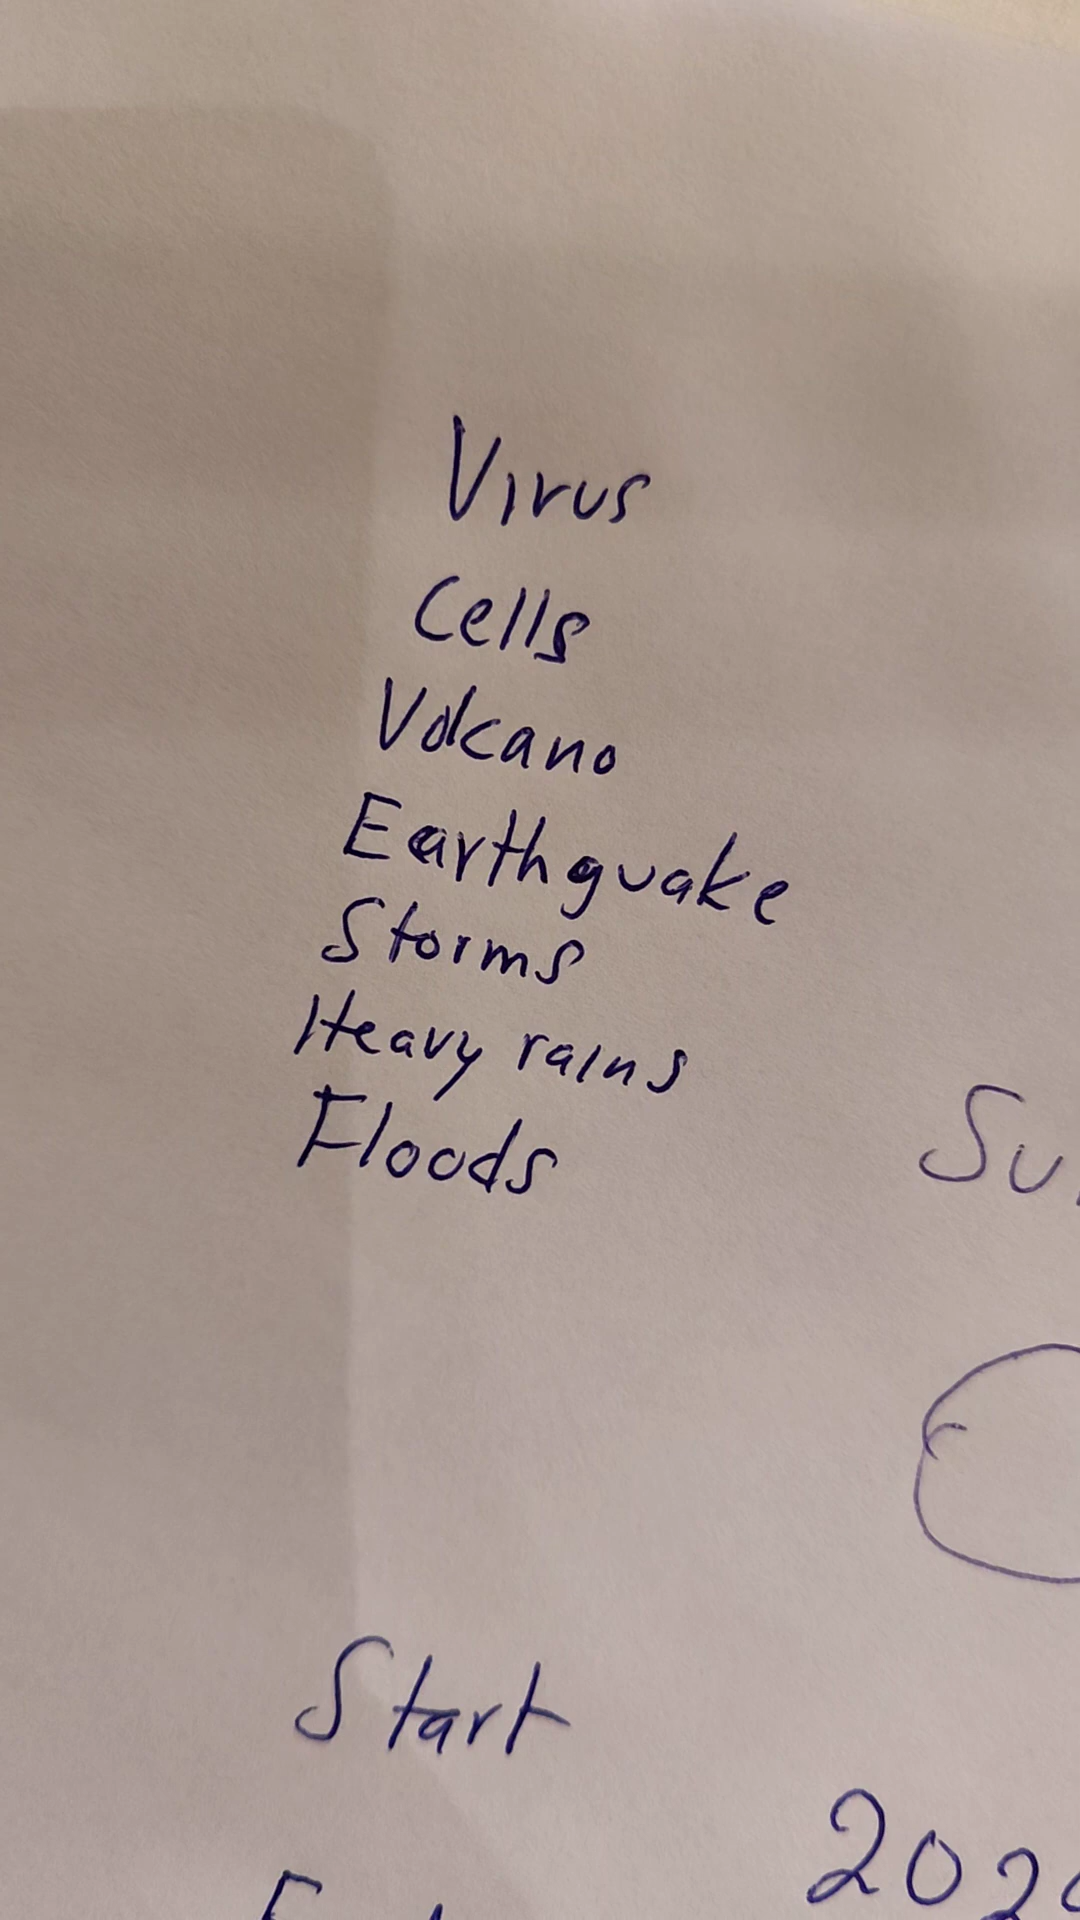 Virus
Cells
Volcano
Earthquake
Storms
Heavy rains
Floods
Start